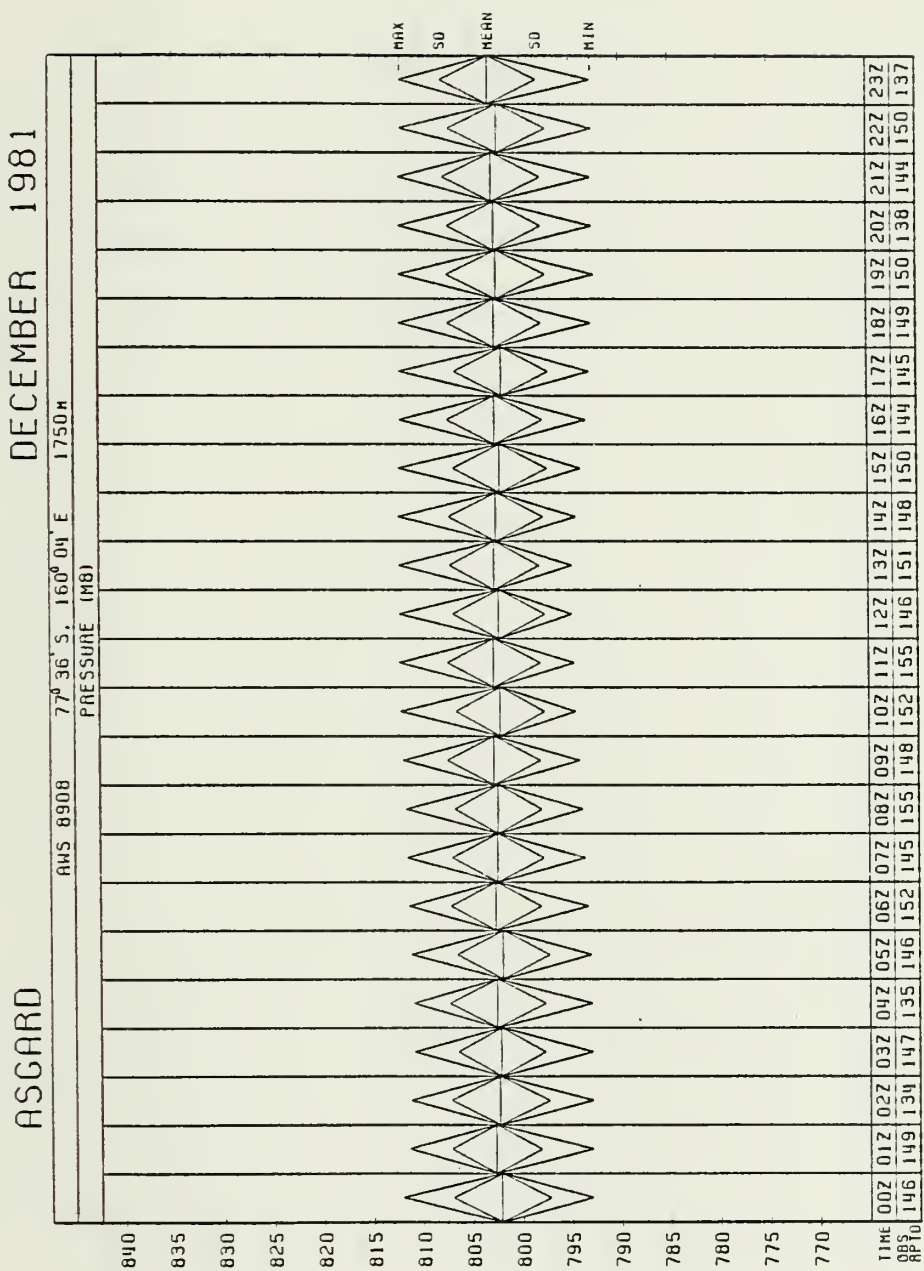 ASGARD DECEMBER 1981
AWS 8908 77° 36' S, 160° 04' E 1750M
PRESSURE (MB)
840
835
830
825
820
815
810
805
800
795
790
785
780
775
770
MAX
SD
MEAN
SD
MIN
TIME 00Z 01Z 02Z 03Z 04Z 05Z 06Z 07Z 08Z 09Z 10Z 11Z 12Z 13Z 14Z 15Z 16Z 17Z 18Z 19Z 20Z 21Z 22Z 23Z
OBS
RPTD 146 149 134 147 135 146 152 145 155 148 152 155 146 151 148 150 144 145 149 150 138 144 150 137